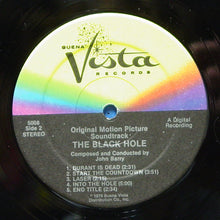 BUENA
Vista
RECORDS
5008
Side 2
STEREO
A Digital
Recording
Original Motion Picture
Soundtrack
THE BLACK HOLE
Composed and Conducted by
John Barry
1. DURANT IS DEAD (2:31)
2. START THE COUNTDOWN (3:51)
3. LASER (2:15)
4. INTO THE HOLE (5:00)
5. END TITLE (2:33)
© 1979 Buena Vista
Distribution Co., Inc.